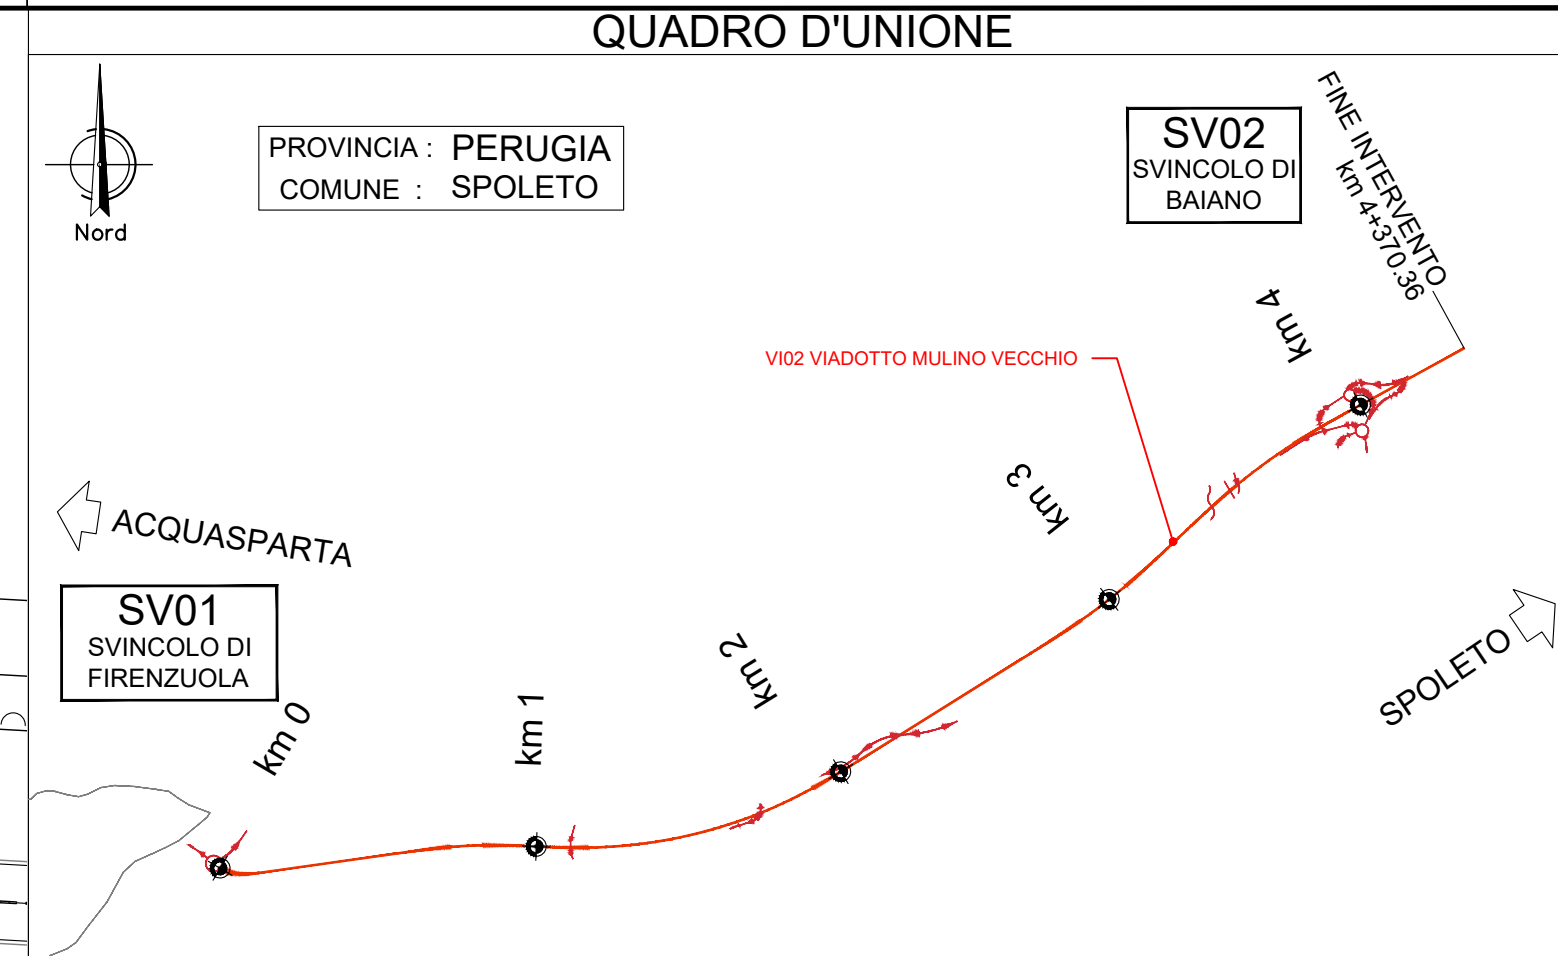 QUADRO D'UNIONE
Nord
PROVINCIA : PERUGIA
COMUNE : SPOLETO
SV02
SVINCOLO DI
BAIANO
FINE INTERVENTO
km 4+370.36
km 4
VI02 VIADOTTO MULINO VECCHIO
km 3
ACQUASPARTA
SV01
SVINCOLO DI
FIRENZUOLA
SPOLETO
km 2
km 1
km 0